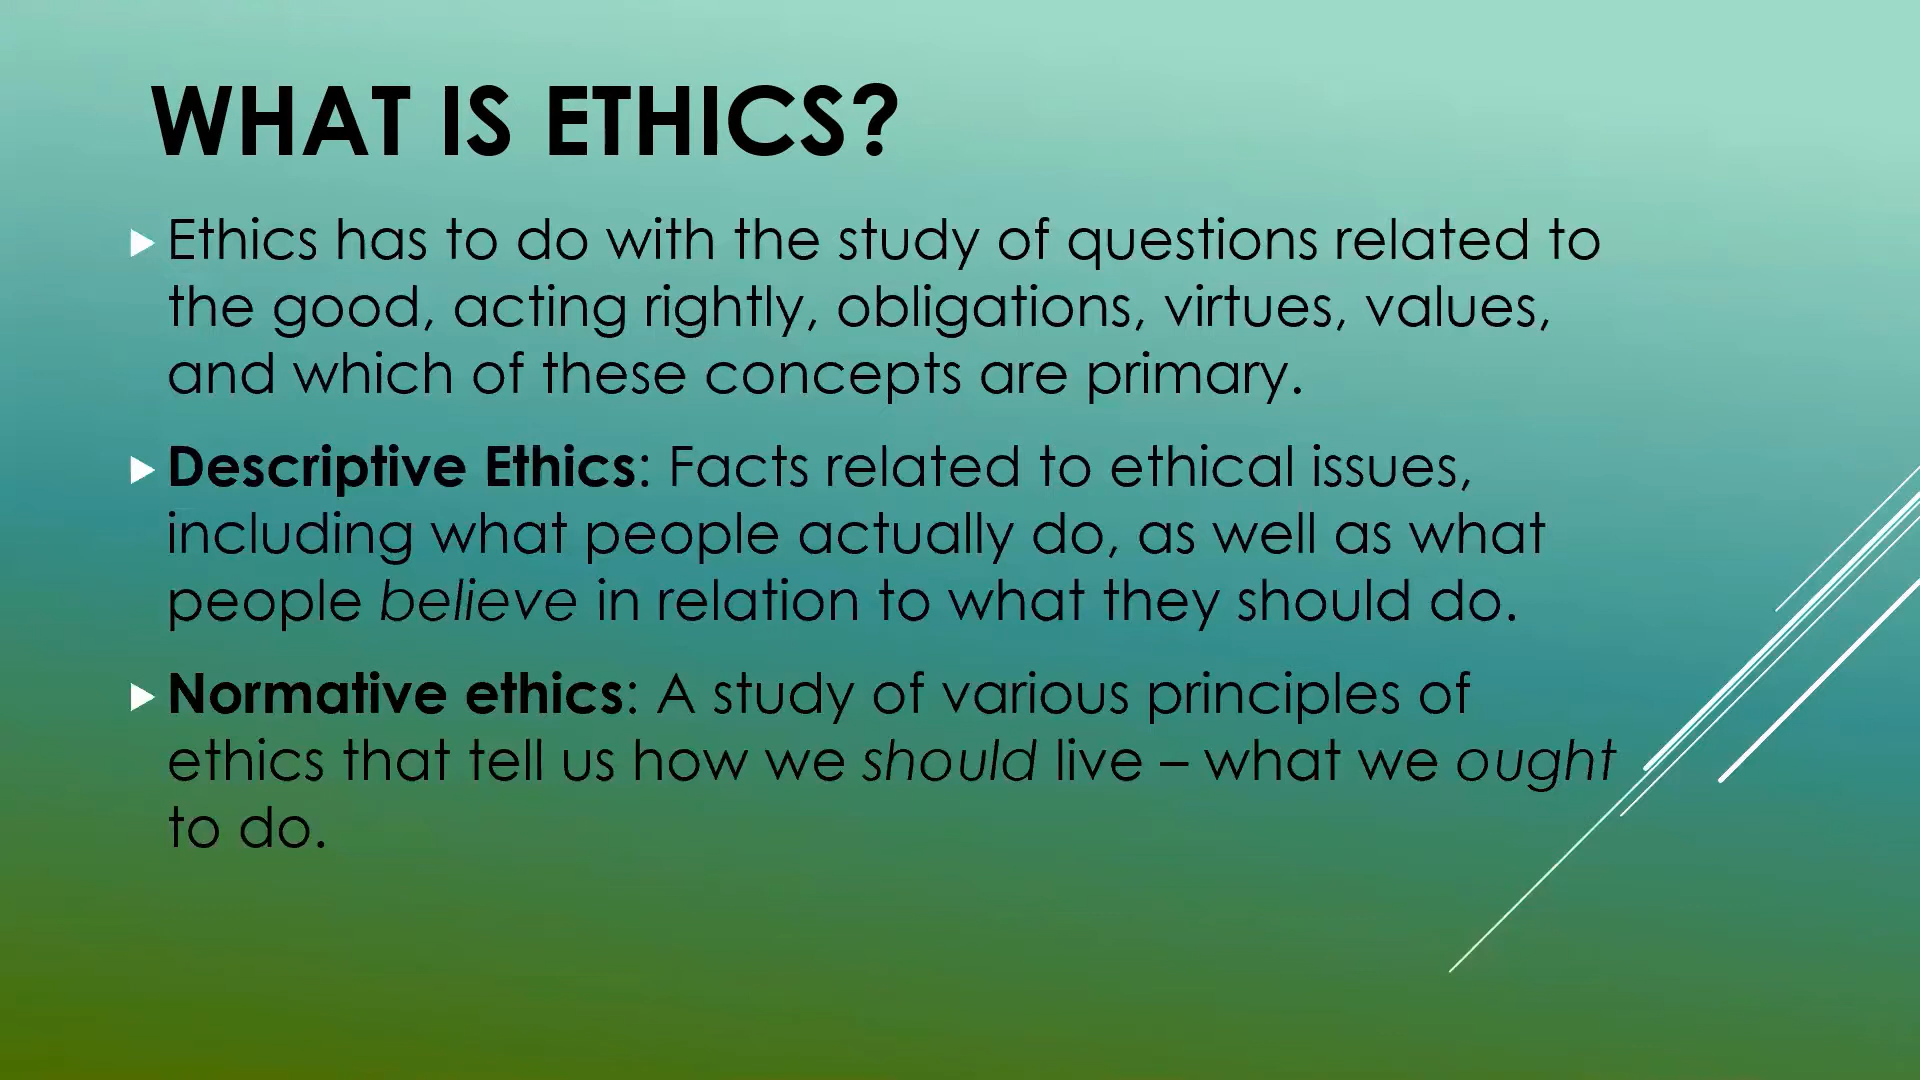 WHAT IS ETHICS?
Ethics has to do with the study of questions related to
the good, acting rightly, obligations, virtues, values,
and which of these concepts are primary.
Descriptive Ethics: Facts related to ethical issues,
including what people actually do, as well as what
people believe in relation to what they should do.
Normative ethics: A study of various principles of
ethics that tell us how we should live – what we ought
to do.